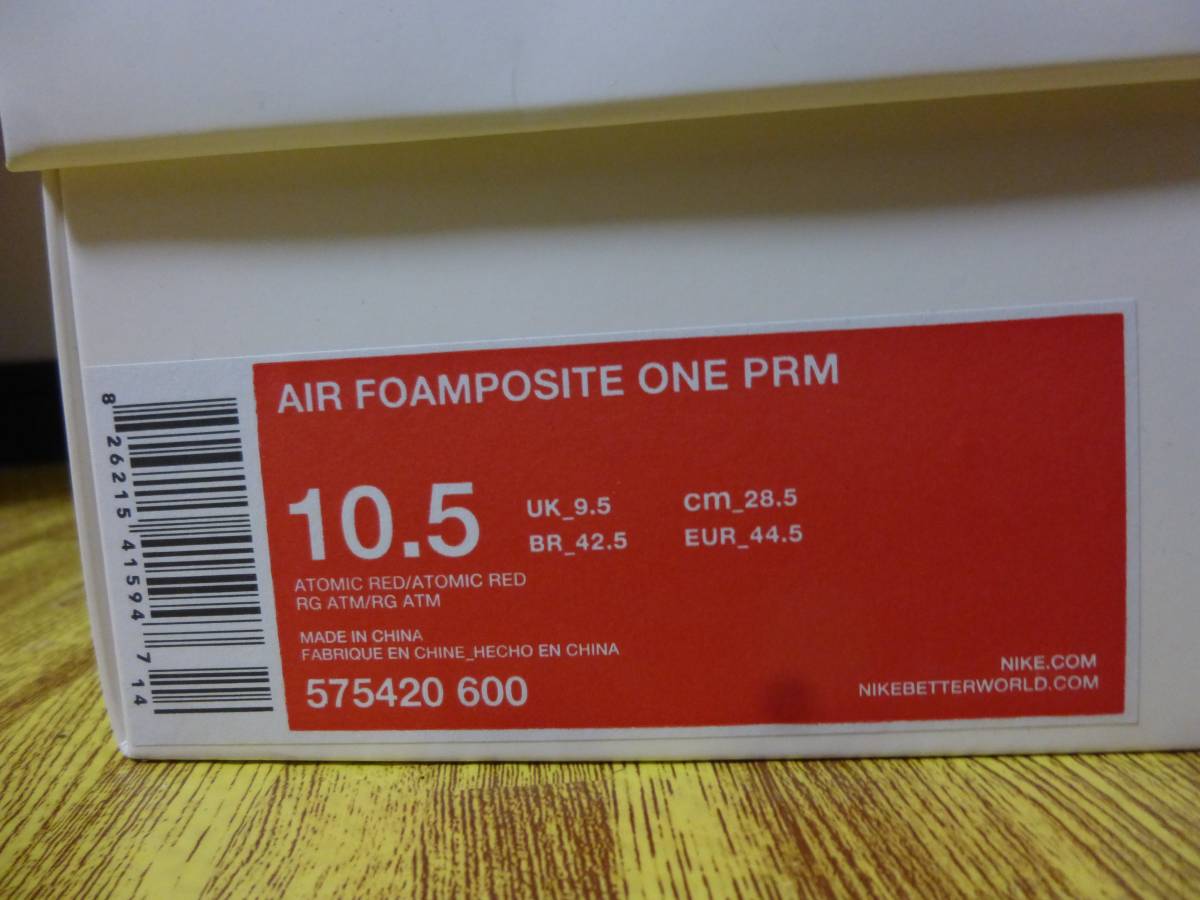 AIR FOAMPOSITE ONE PRM
10.5
UK_9.5 cm_28.5
BR_42.5 EUR_44.5
ATOMIC RED/ATOMIC RED
RG ATM/RG ATM
MADE IN CHINA
FABRIQUE EN CHINE_HECHO EN CHINA
575420 600
NIKE.COM
NIKEBETTERWORLD.COM
8 26215 41594 7 14